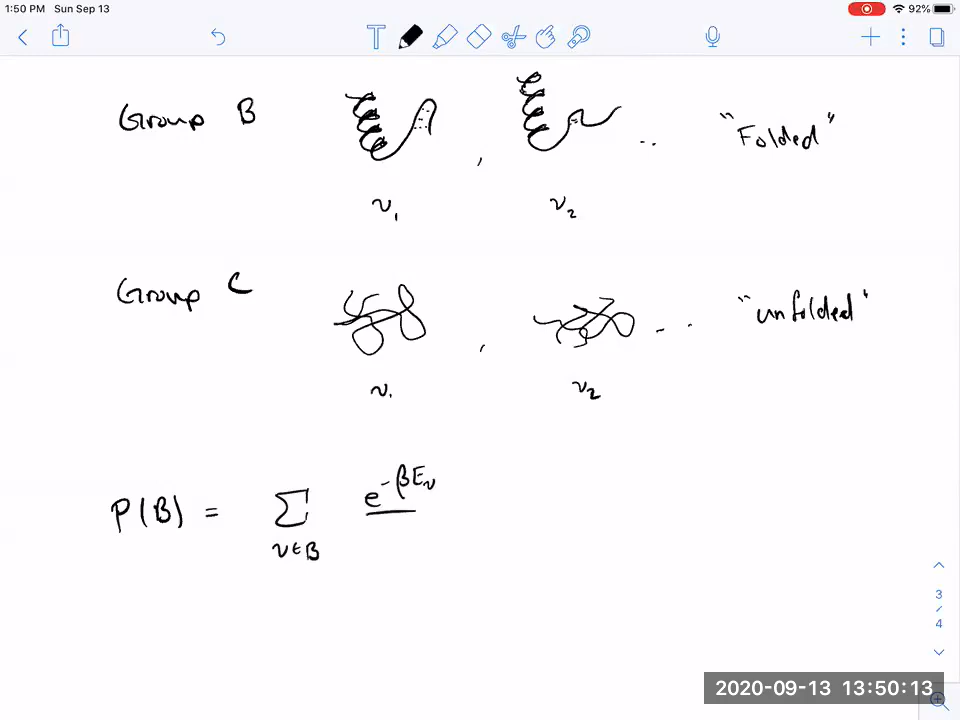 1:50 PM Sun Sep 13 92%
Group B , .. "Folded"
ν₁ ν₂
Group C , .. "unfolded"
ν₁ ν₂
P(B) = Σ e^-βE_ν
ν∈B
3
/
4
2020-09-13 13:50:13